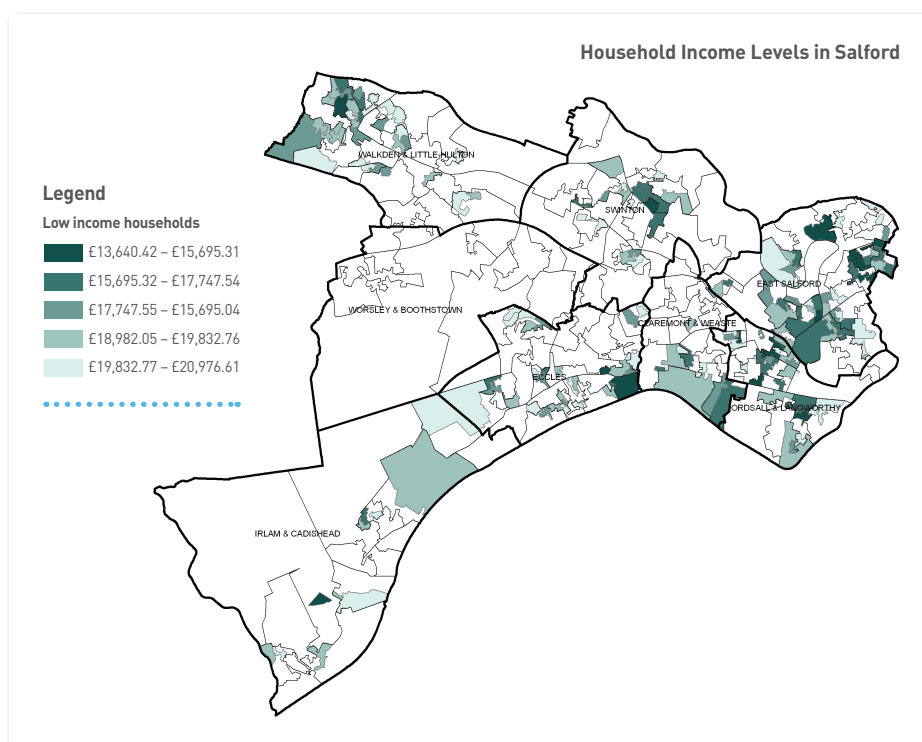 Household Income Levels in Salford
WALKDEN & LITTLE HULTON
SWINTON
Legend
Low income households
£13,640.42 – £15,695.31
£15,695.32 – £17,747.54
£17,747.55 – £15,695.04
£18,982.05 – £19,832.76
£19,832.77 – £20,976.61
EAST SALFORD
WORSLEY & BOOTHSTOWN
CLAREMONT & WEASTE
ECCLES
ORDSALL & LANGWORTHY
IRLAM & CADISHEAD